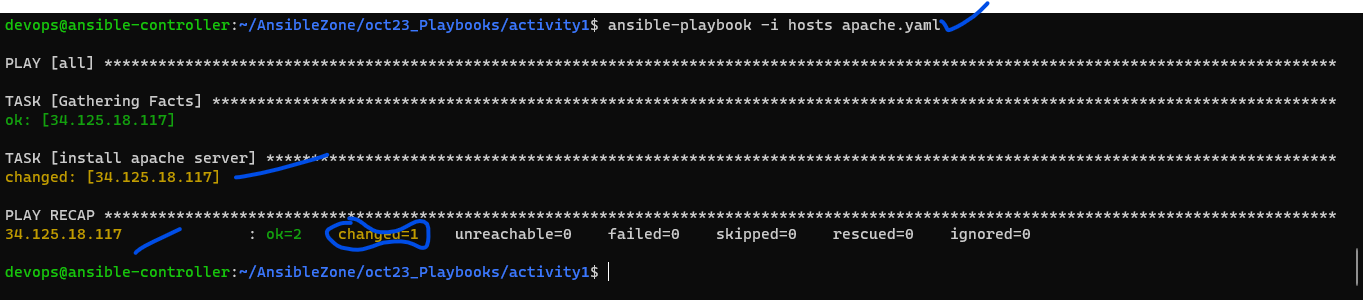 devops@ansible-controller:~/AnsibleZone/oct23_Playbooks/activity1$ ansible-playbook -i hosts apache.yaml
PLAY [all] *****************************************************************************************************************************************
TASK [Gathering Facts] *****************************************************************************************************************************
ok: [34.125.18.117]
TASK [install apache server] ***********************************************************************************************************************
changed: [34.125.18.117]
PLAY RECAP *****************************************************************************************************************************************
34.125.18.117              : ok=2    changed=1    unreachable=0    failed=0    skipped=0    rescued=0    ignored=0
devops@ansible-controller:~/AnsibleZone/oct23_Playbooks/activity1$